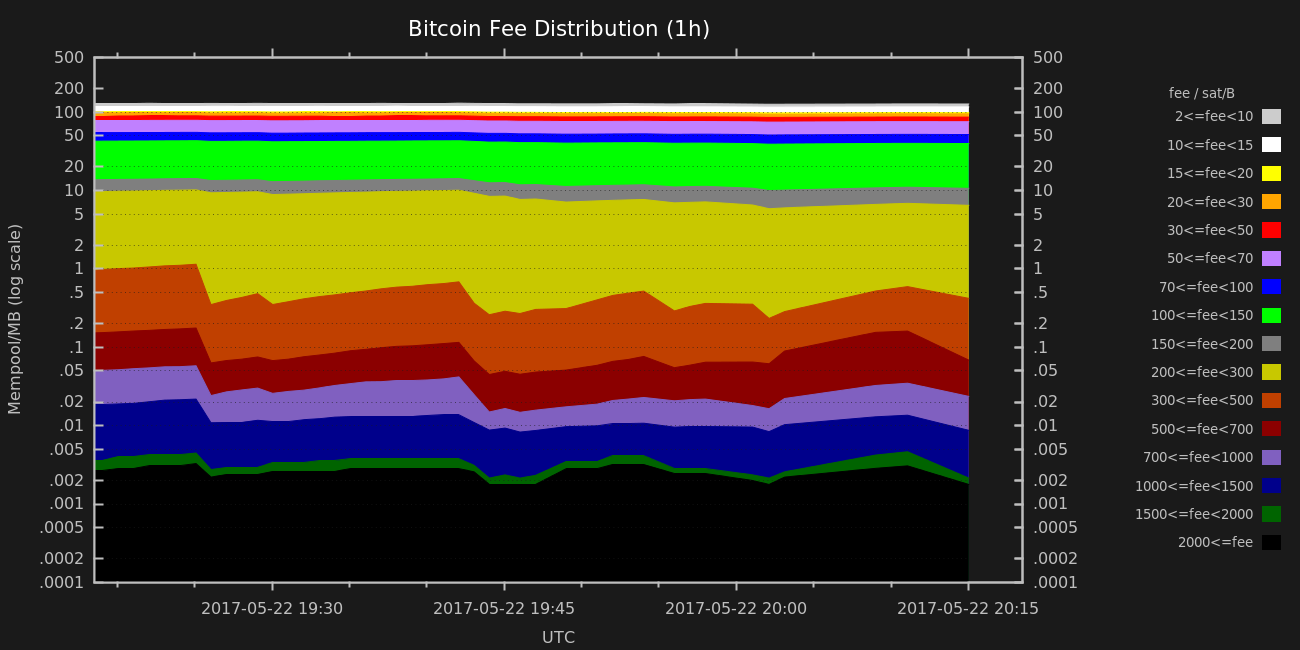 Bitcoin Fee Distribution (1h)
500
200
100
50
20
10
5
2
1
.5
.2
.1
.05
.02
.01
.005
.002
.001
.0005
.0002
.0001
Mempool/MB (log scale)
500
200
100
50
20
10
5
2
1
.5
.2
.1
.05
.02
.01
.005
.002
.001
.0005
.0002
.0001
2017-05-22 19:30
2017-05-22 19:45
2017-05-22 20:00
2017-05-22 20:15
UTC
fee / sat/B
2<=fee<10
10<=fee<15
15<=fee<20
20<=fee<30
30<=fee<50
50<=fee<70
70<=fee<100
100<=fee<150
150<=fee<200
200<=fee<300
300<=fee<500
500<=fee<700
700<=fee<1000
1000<=fee<1500
1500<=fee<2000
2000<=fee